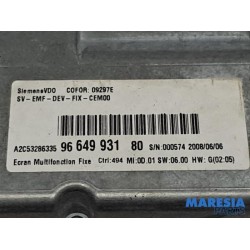 SiemensVDO COFOR: 09297E
SV-EMF-DEV-FIX-CEM00
A2C53286335 96 649 931 80 S/N:000574 2008/06/06
Ecran Multifonction Fixe Ctrl:494 MI:00.01 SW:06.00 HW: G(02:05)
MARESIA